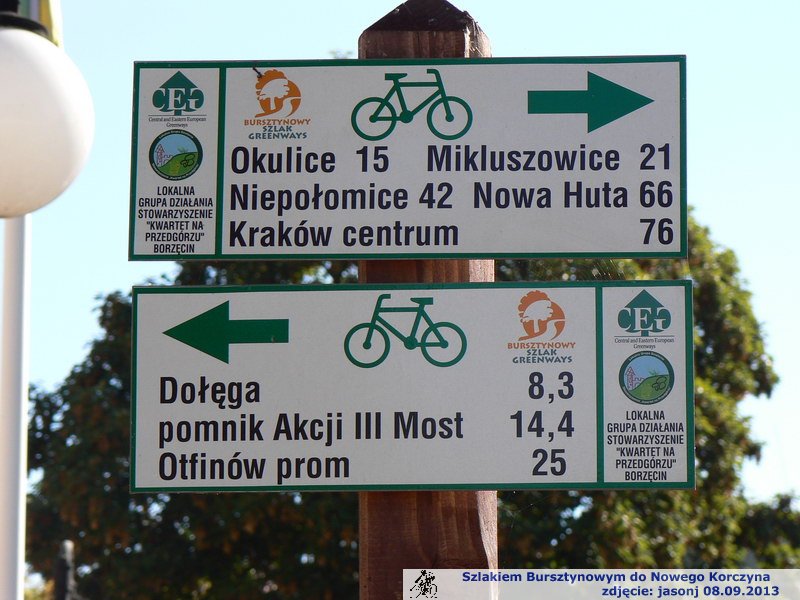 Central and Eastern European
Greenways
LOKALNA
GRUPA DZIAŁANIA
STOWARZYSZENIE
"KWARTET NA
PRZEDGÓRZU"
BORZĘCIN
BURSZTYNOWY
SZLAK
GREENWAYS
Okulice 15 Mikluszowice 21
Niepołomice 42 Nowa Huta 66
Kraków centrum 76
Dołęga 8,3
pomnik Akcji III Most 14,4
Otfinów prom 25
BURSZTYNOWY
SZLAK
GREENWAYS
Central and Eastern European
Greenways
LOKALNA
GRUPA DZIAŁANIA
STOWARZYSZENIE
"KWARTET NA
PRZEDGÓRZU"
BORZĘCIN
Szlakiem Bursztynowym do Nowego Korczyna
zdjęcie: jasonj 08.09.2013